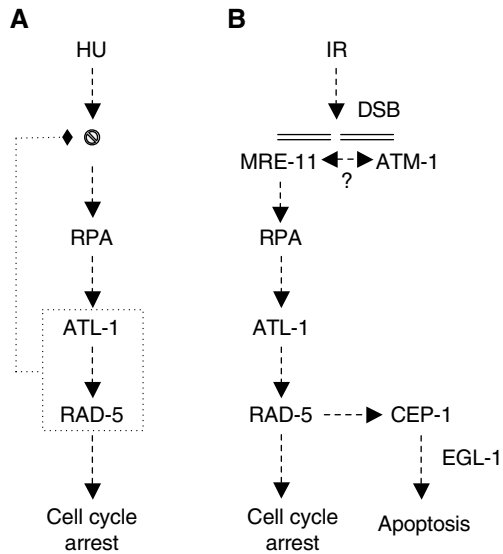 A
HU
RPA
ATL-1
RAD-5
Cell cycle
arrest
B
IR
DSB
MRE-11
ATM-1
?
RPA
ATL-1
RAD-5
CEP-1
EGL-1
Cell cycle
arrest
Apoptosis